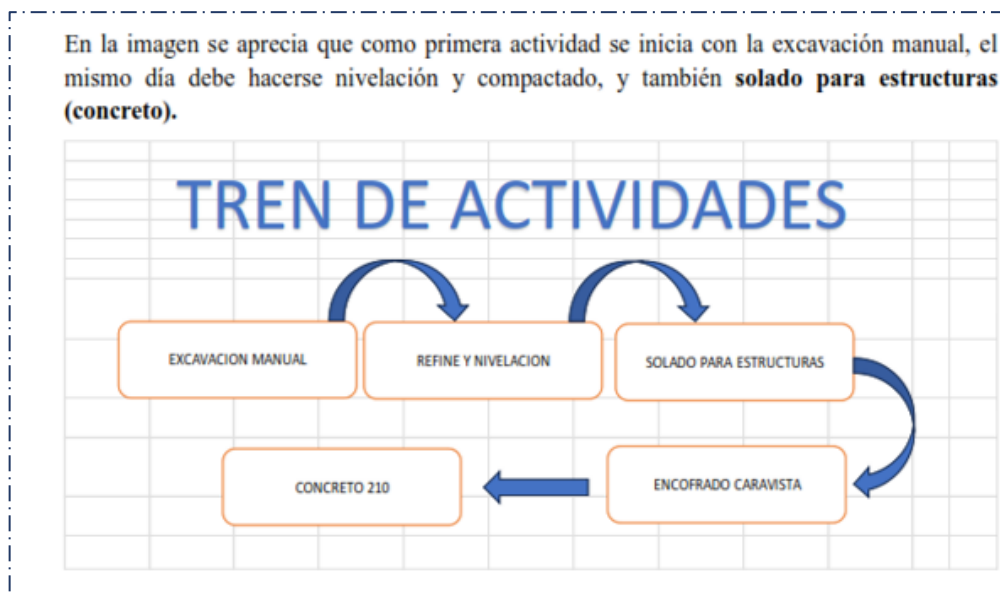 En la imagen se aprecia que como primera actividad se inicia con la excavación manual, el
mismo día debe hacerse nivelación y compactado, y también solado para estructuras
(concreto).
TREN DE ACTIVIDADES
EXCAVACION MANUAL
REFINE Y NIVELACION
SOLADO PARA ESTRUCTURAS
ENCOFRADO CARAVISTA
CONCRETO 210